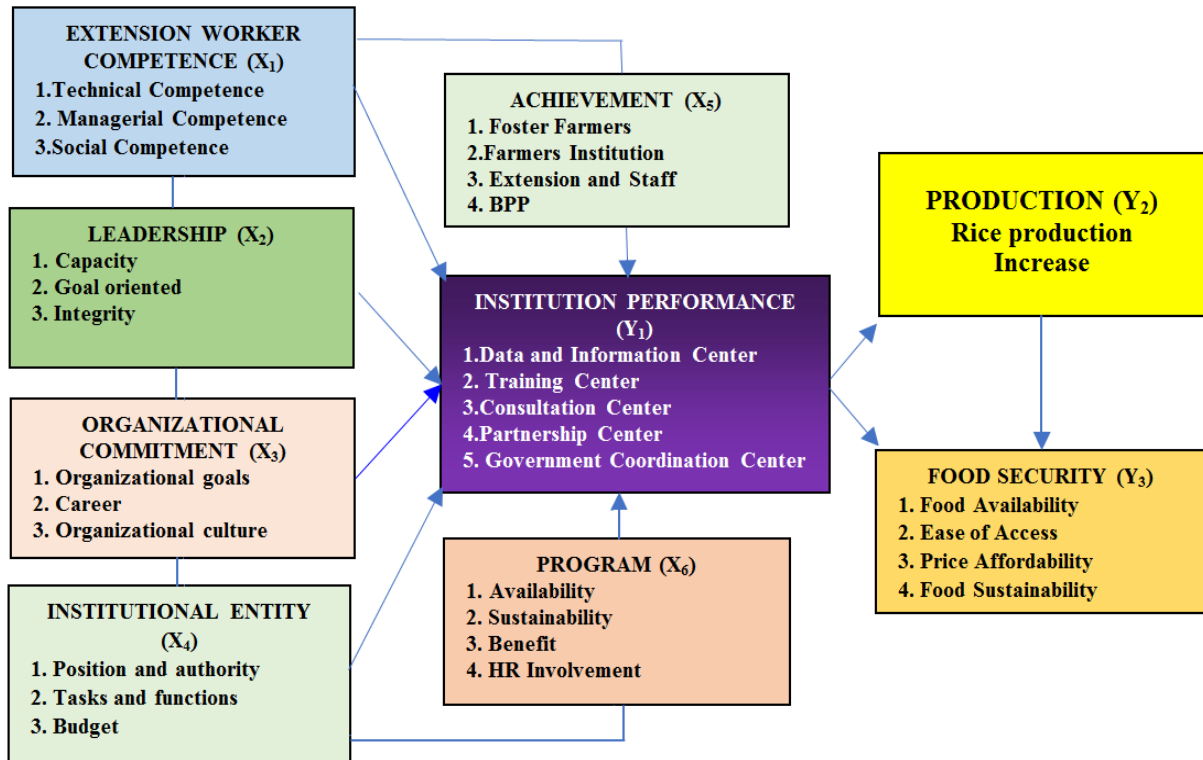 EXTENSION WORKER
COMPETENCE (X₁)
1.Technical Competence
2. Managerial Competence
3.Social Competence
LEADERSHIP (X₂)
1. Capacity
2. Goal oriented
3. Integrity
ORGANIZATIONAL
COMMITMENT (X₃)
1. Organizational goals
2. Career
3. Organizational culture
INSTITUTIONAL ENTITY
(X₄)
1. Position and authority
2. Tasks and functions
3. Budget
ACHIEVEMENT (X₅)
1. Foster Farmers
2.Farmers Institution
3. Extension and Staff
4. BPP
INSTITUTION PERFORMANCE
(Y₁)
1.Data and Information Center
2. Training Center
3.Consultation Center
4.Partnership Center
5. Government Coordination Center
PROGRAM (X₆)
1. Availability
2. Sustainability
3. Benefit
4. HR Involvement
PRODUCTION (Y₂)
Rice production
Increase
FOOD SECURITY (Y₃)
1. Food Availability
2. Ease of Access
3. Price Affordability
4. Food Sustainability